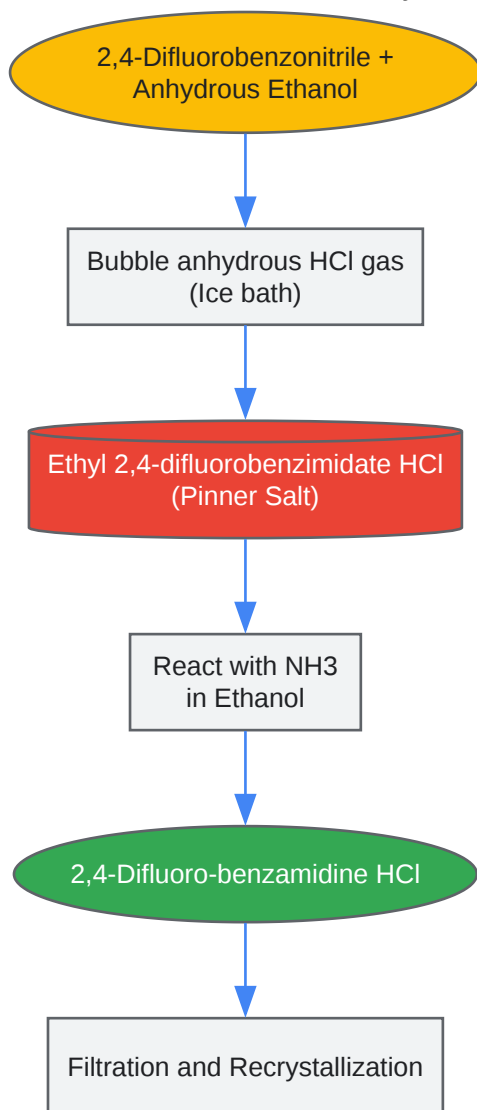 2,4-Difluorobenzonitrile +
Anhydrous Ethanol
Bubble anhydrous HCl gas
(Ice bath)
Ethyl 2,4-difluorobenzimidate HCl
(Pinner Salt)
React with NH3
in Ethanol
2,4-Difluoro-benzamidine HCl
Filtration and Recrystallization